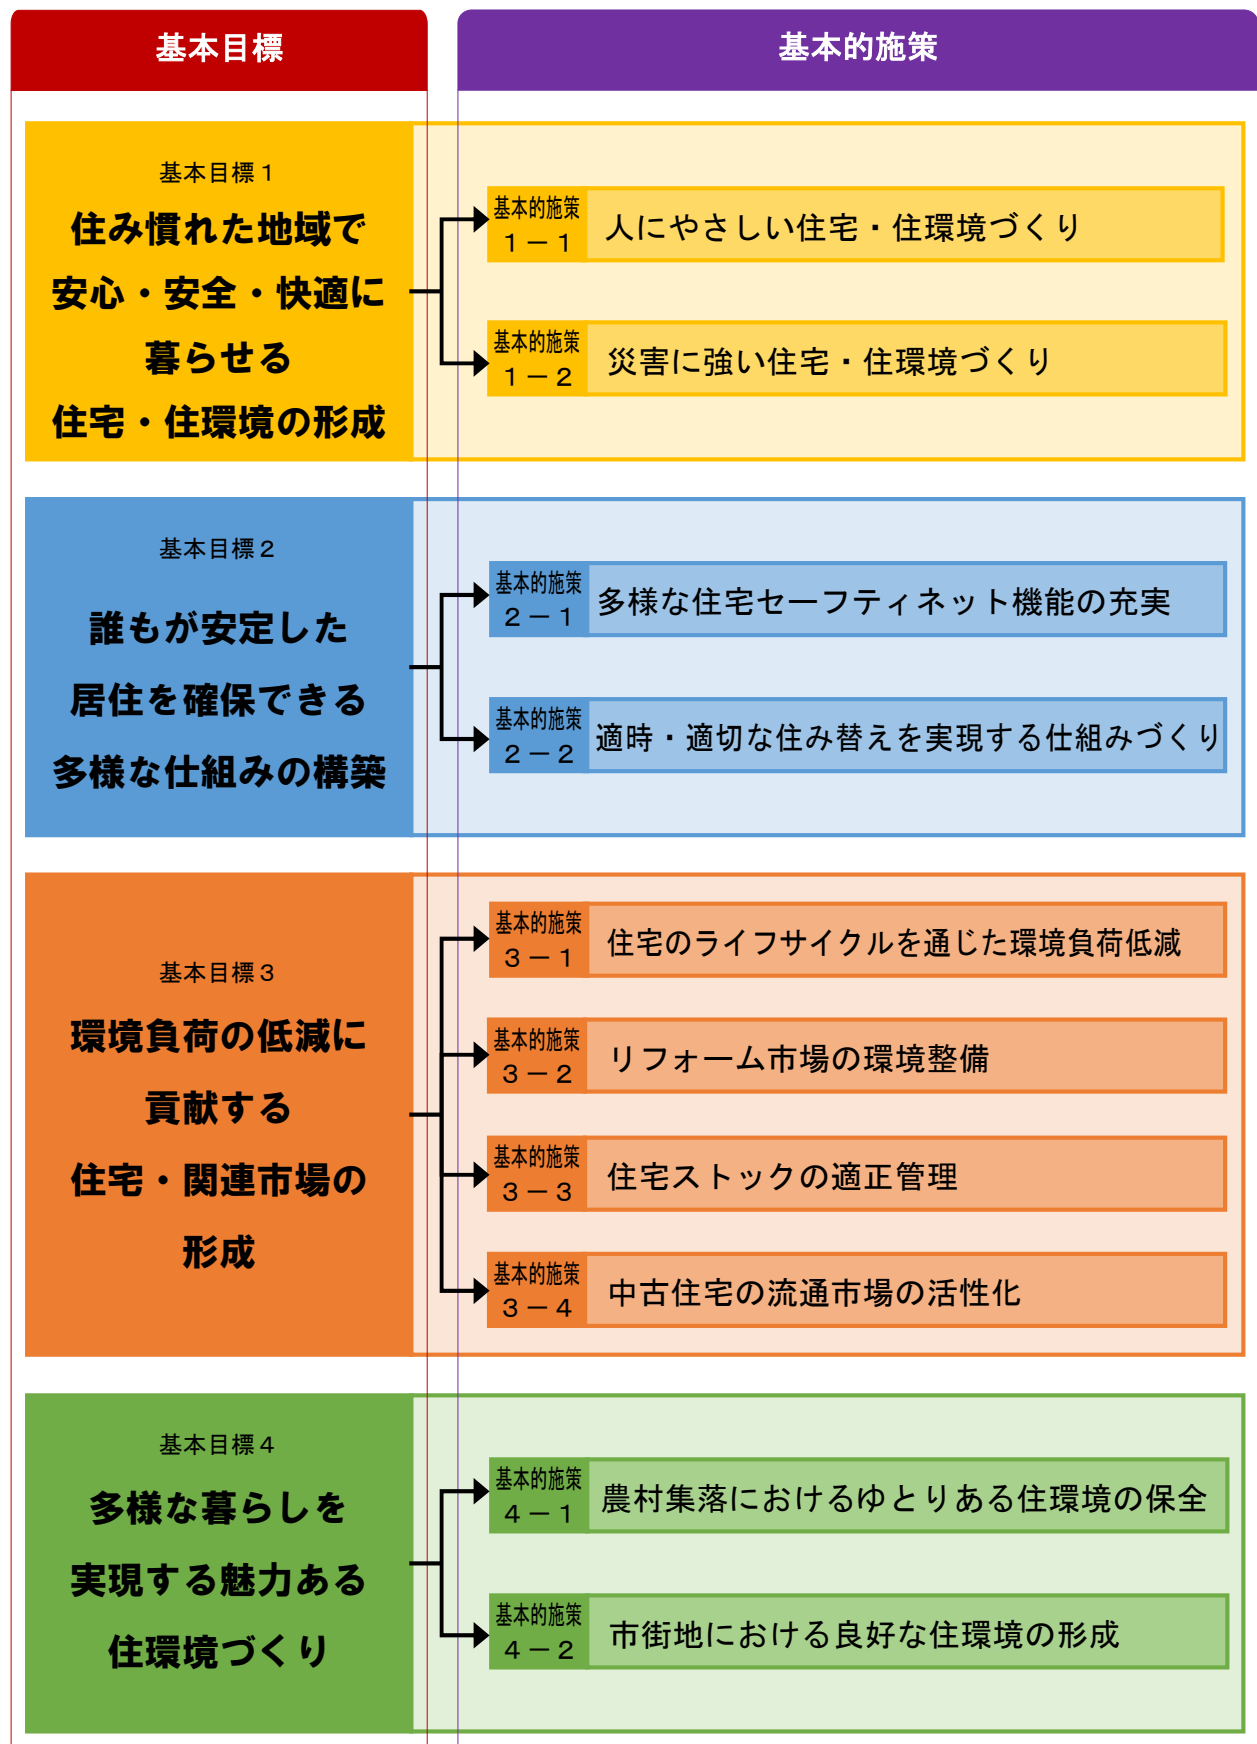 基本目標
基本的施策
基本目標１
住み慣れた地域で
安心・安全・快適に
暮らせる
住宅・住環境の形成
基本的施策
１－１
人にやさしい住宅・住環境づくり
基本的施策
１－２
災害に強い住宅・住環境づくり
基本目標２
誰もが安定した
居住を確保できる
多様な仕組みの構築
基本的施策
２－１
多様な住宅セーフティネット機能の充実
基本的施策
２－２
適時・適切な住み替えを実現する仕組みづくり
基本目標３
環境負荷の低減に
貢献する
住宅・関連市場の
形成
基本的施策
３－１
住宅のライフサイクルを通じた環境負荷低減
基本的施策
３－２
リフォーム市場の環境整備
基本的施策
３－３
住宅ストックの適正管理
基本的施策
３－４
中古住宅の流通市場の活性化
基本目標４
多様な暮らしを
実現する魅力ある
住環境づくり
基本的施策
４－１
農村集落におけるゆとりある住環境の保全
基本的施策
４－２
市街地における良好な住環境の形成